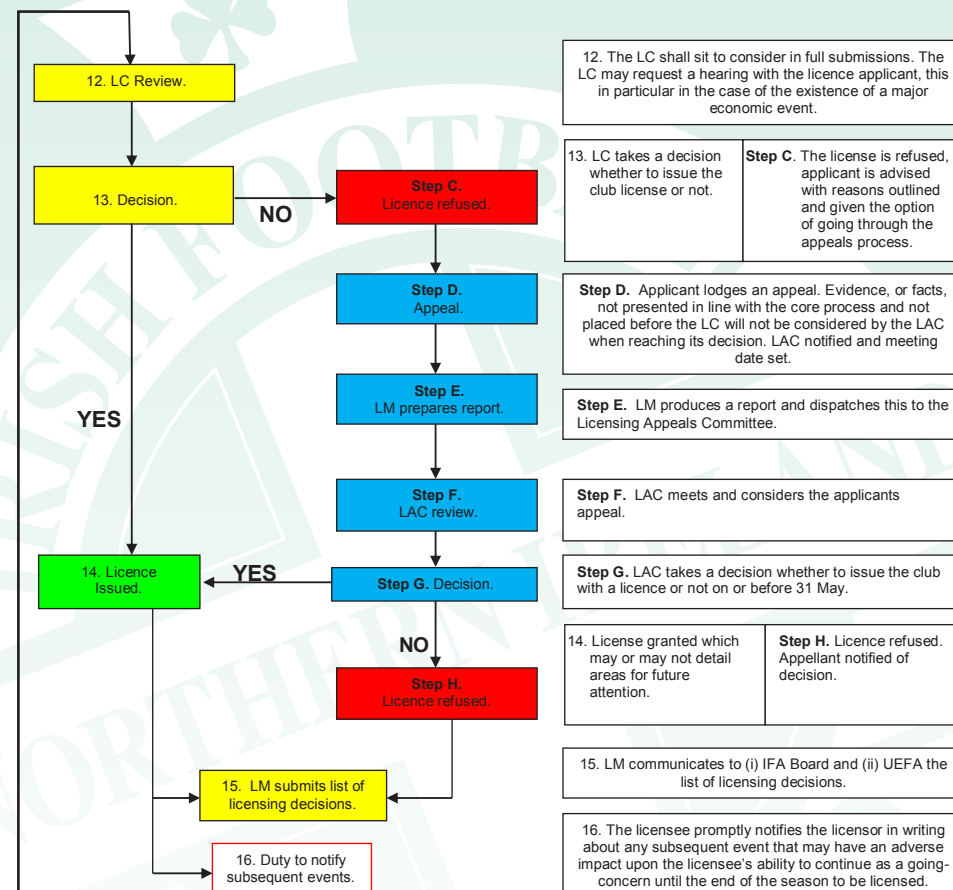 12. LC Review.
12. The LC shall sit to consider in full submissions. The
LC may request a hearing with the licence applicant, this
in particular in the case of the existence of a major
economic event.
13. Decision.
NO
Step C.
Licence refused.
13. LC takes a decision
whether to issue the
club license or not.
Step C. The license is refused,
applicant is advised
with reasons outlined
and given the option
of going through the
appeals process.
Step D.
Appeal.
Step D. Applicant lodges an appeal. Evidence, or facts,
not presented in line with the core process and not
placed before the LC will not be considered by the LAC
when reaching its decision. LAC notified and meeting
date set.
YES
Step E.
LM prepares report.
Step E. LM produces a report and dispatches this to the
Licensing Appeals Committee.
Step F.
LAC review.
Step F. LAC meets and considers the applicants
appeal.
14. Licence
Issued.
YES
Step G. Decision.
Step G. LAC takes a decision whether to issue the club
with a licence or not on or before 31 May.
NO
Step H.
Licence refused.
14. License granted which
may or may not detail
areas for future
attention.
Step H. Licence refused.
Appellant notified of
decision.
15. LM submits list of
licensing decisions.
15. LM communicates to (i) IFA Board and (ii) UEFA the
list of licensing decisions.
16. Duty to notify
subsequent events.
16. The licensee promptly notifies the licensor in writing
about any subsequent event that may have an adverse
impact upon the licensee's ability to continue as a going-
concern until the end of the season to be licensed.